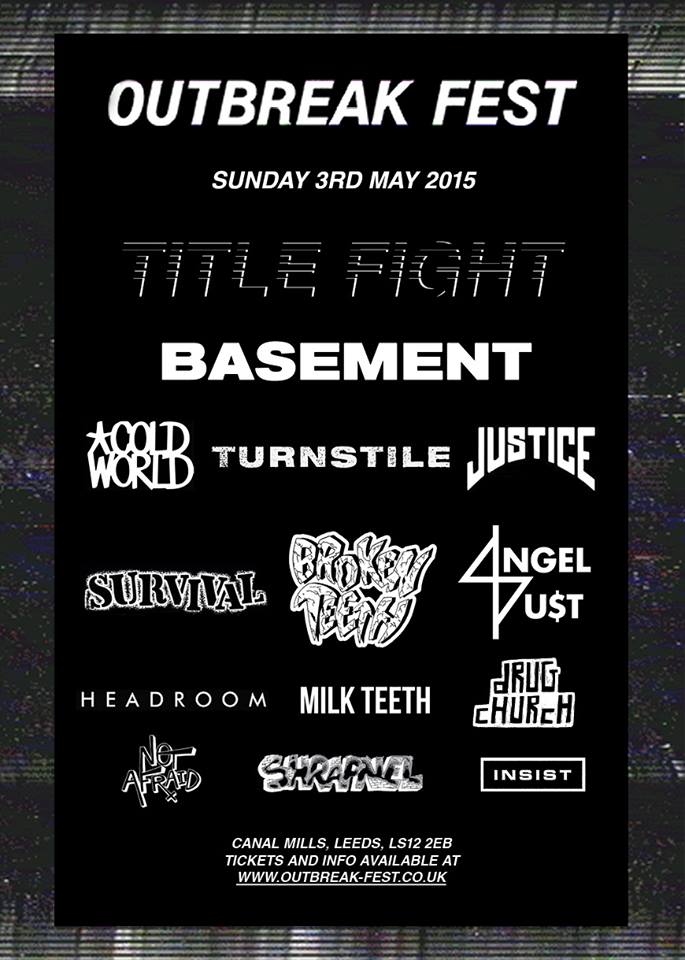 OUTBREAK FEST
SUNDAY 3RD MAY 2015
TITLE FIGHT
BASEMENT
COLD
WORLD
TURNSTILE
JUSTICE
SURVIVAL
BROKEN
TEETH
ANGEL
DU$T
HEADROOM
MILK TEETH
DRUG
CHURCH
NOT
AFRAID
SHRAPNEL
INSIST
CANAL MILLS, LEEDS, LS12 2EB
TICKETS AND INFO AVAILABLE AT
WWW.OUTBREAK-FEST.CO.UK